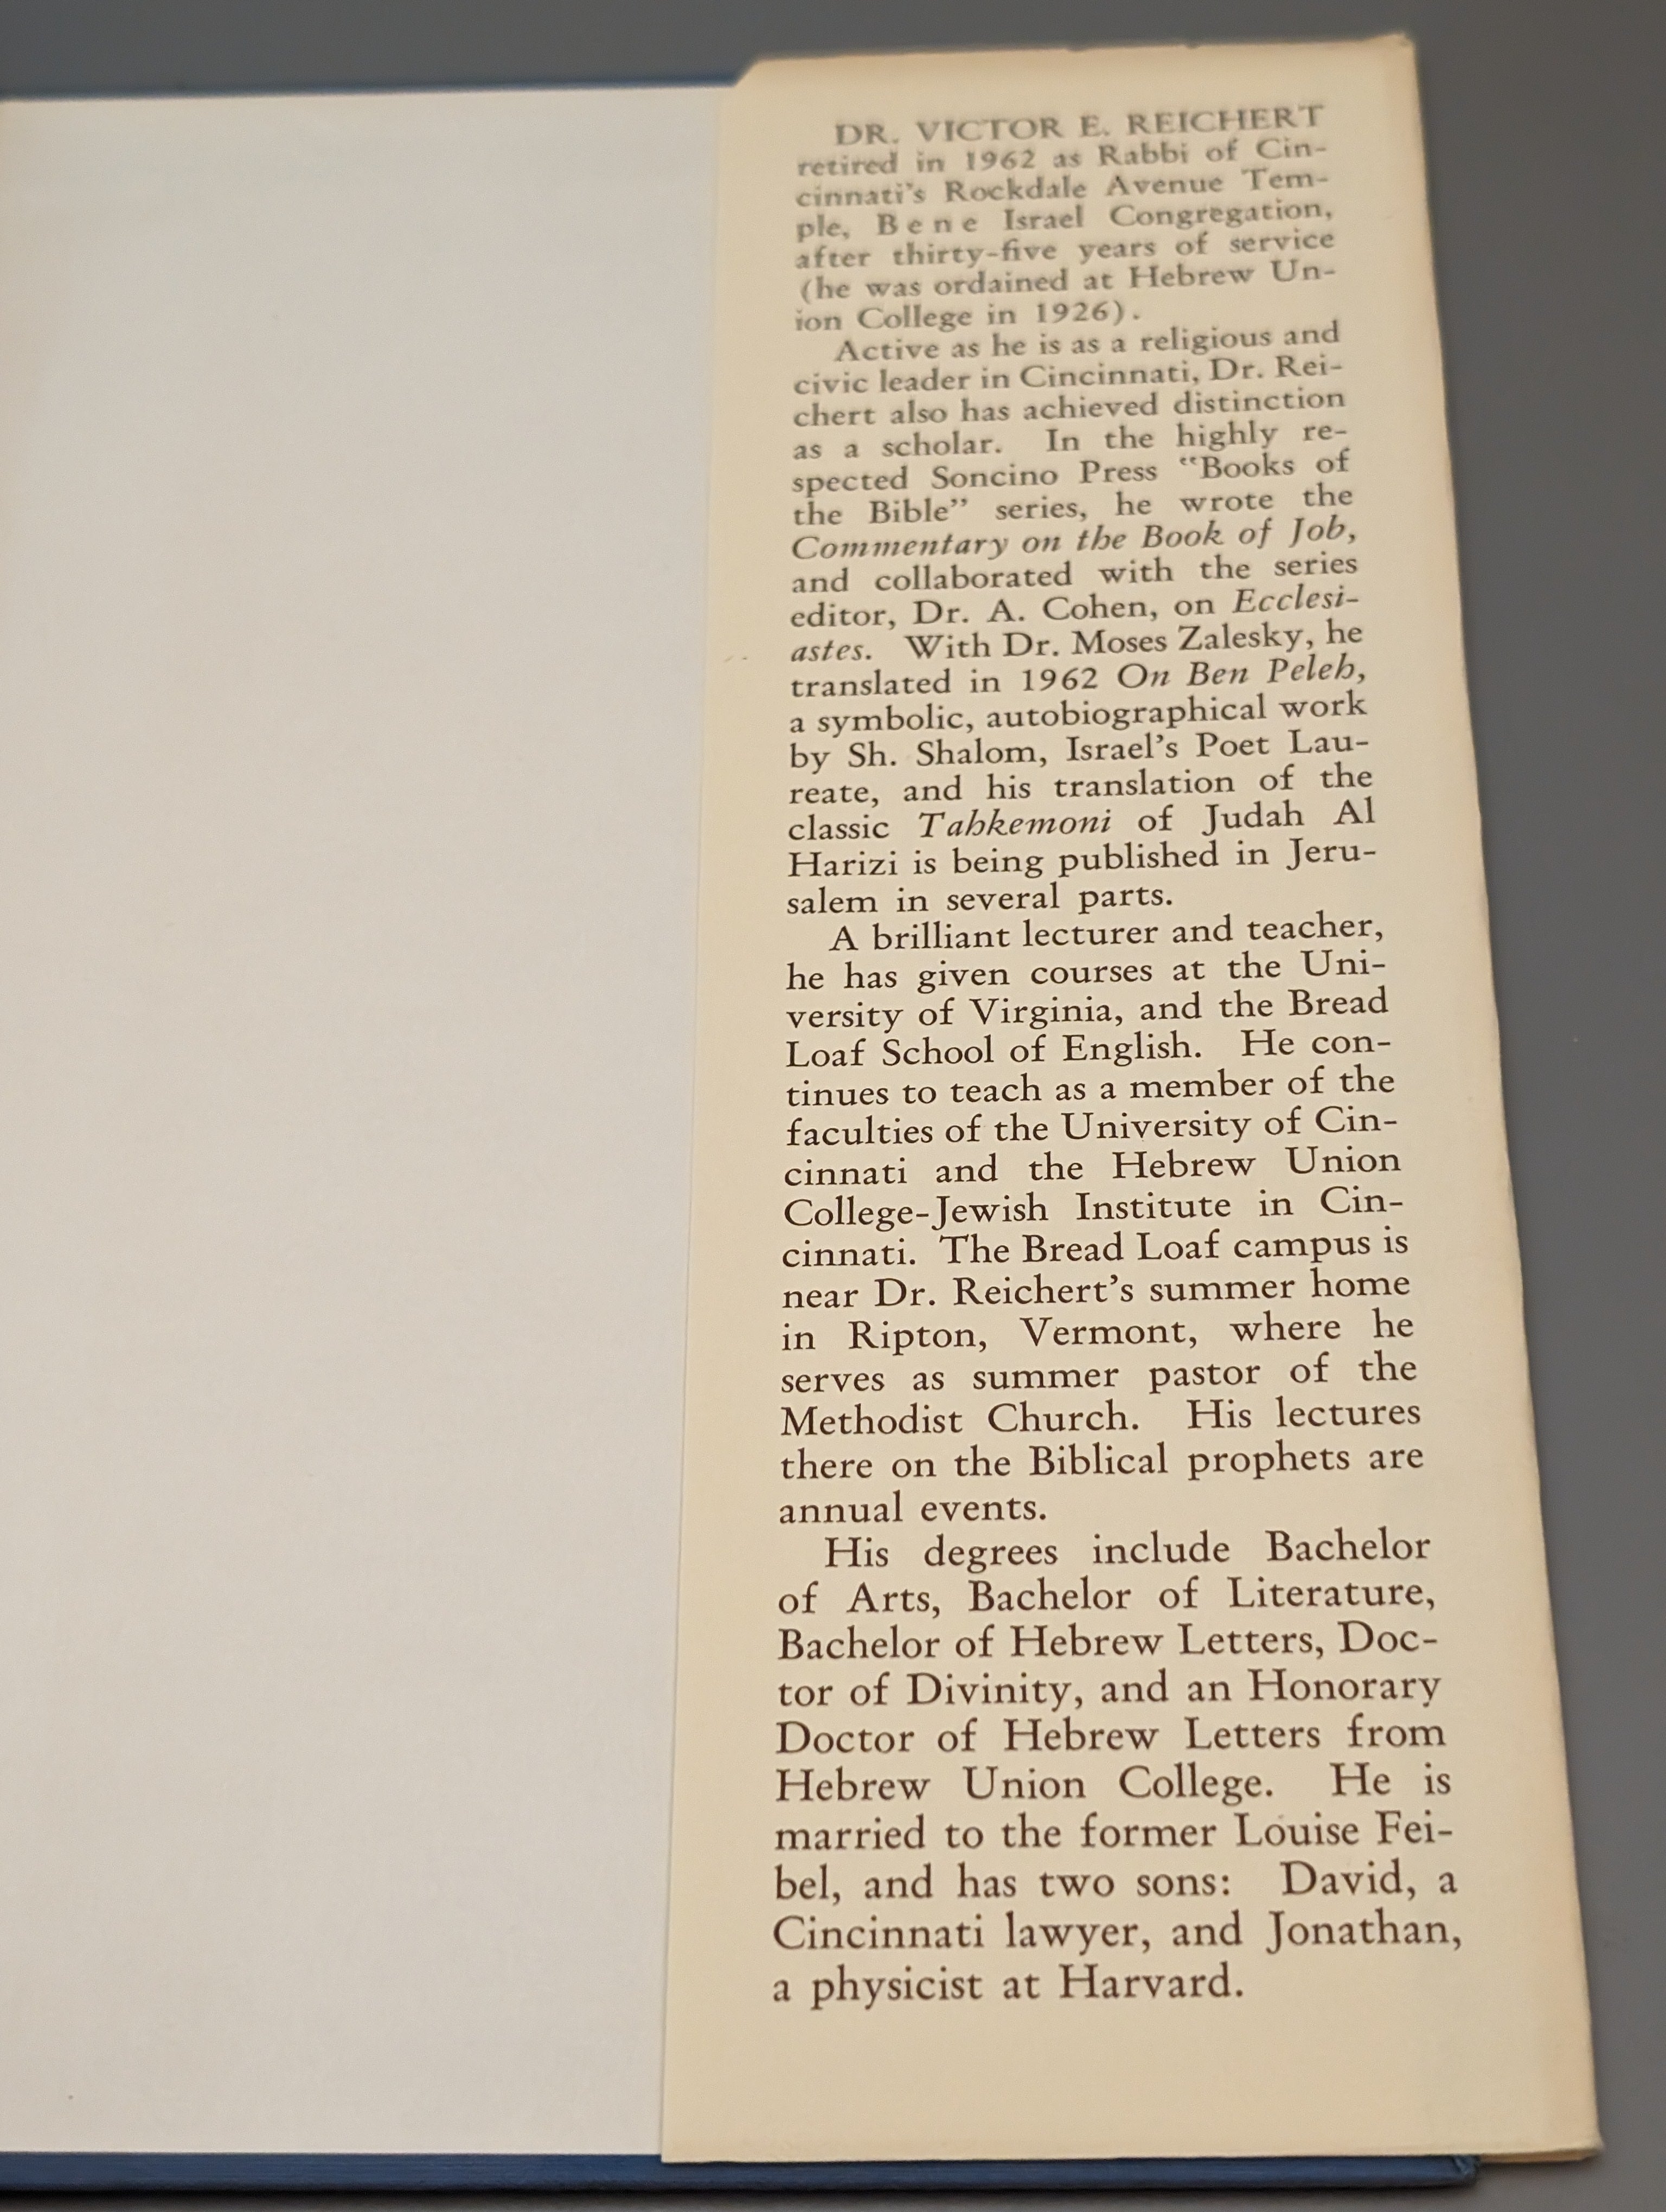 DR. VICTOR E. REICHERT
retired in 1962 as Rabbi of Cin-
cinnati's Rockdale Avenue Tem-
ple, Bene Israel Congregation,
after thirty-five years of service
(he was ordained at Hebrew Un-
ion College in 1926).
Active as he is as a religious and
civic leader in Cincinnati, Dr. Rei-
chert also has achieved distinction
as a scholar. In the highly re-
spected Soncino Press "Books of
the Bible" series, he wrote the
Commentary on the Book of Job,
and collaborated with the series
editor, Dr. A. Cohen, on Ecclesi-
astes. With Dr. Moses Zalesky, he
translated in 1962 On Ben Peleh,
a symbolic, autobiographical work
by Sh. Shalom, Israel's Poet Lau-
reate, and his translation of the
classic Tahkemoni of Judah Al
Harizi is being published in Jeru-
salem in several parts.
A brilliant lecturer and teacher,
he has given courses at the Uni-
versity of Virginia, and the Bread
Loaf School of English. He con-
tinues to teach as a member of the
faculties of the University of Cin-
cinnati and the Hebrew Union
College-Jewish Institute in Cin-
cinnati. The Bread Loaf campus is
near Dr. Reichert's summer home
in Ripton, Vermont, where he
serves as summer pastor of the
Methodist Church. His lectures
there on the Biblical prophets are
annual events.
His degrees include Bachelor
of Arts, Bachelor of Literature,
Bachelor of Hebrew Letters, Doc-
tor of Divinity, and an Honorary
Doctor of Hebrew Letters from
Hebrew Union College. He is
married to the former Louise Fei-
bel, and has two sons: David, a
Cincinnati lawyer, and Jonathan,
a physicist at Harvard.